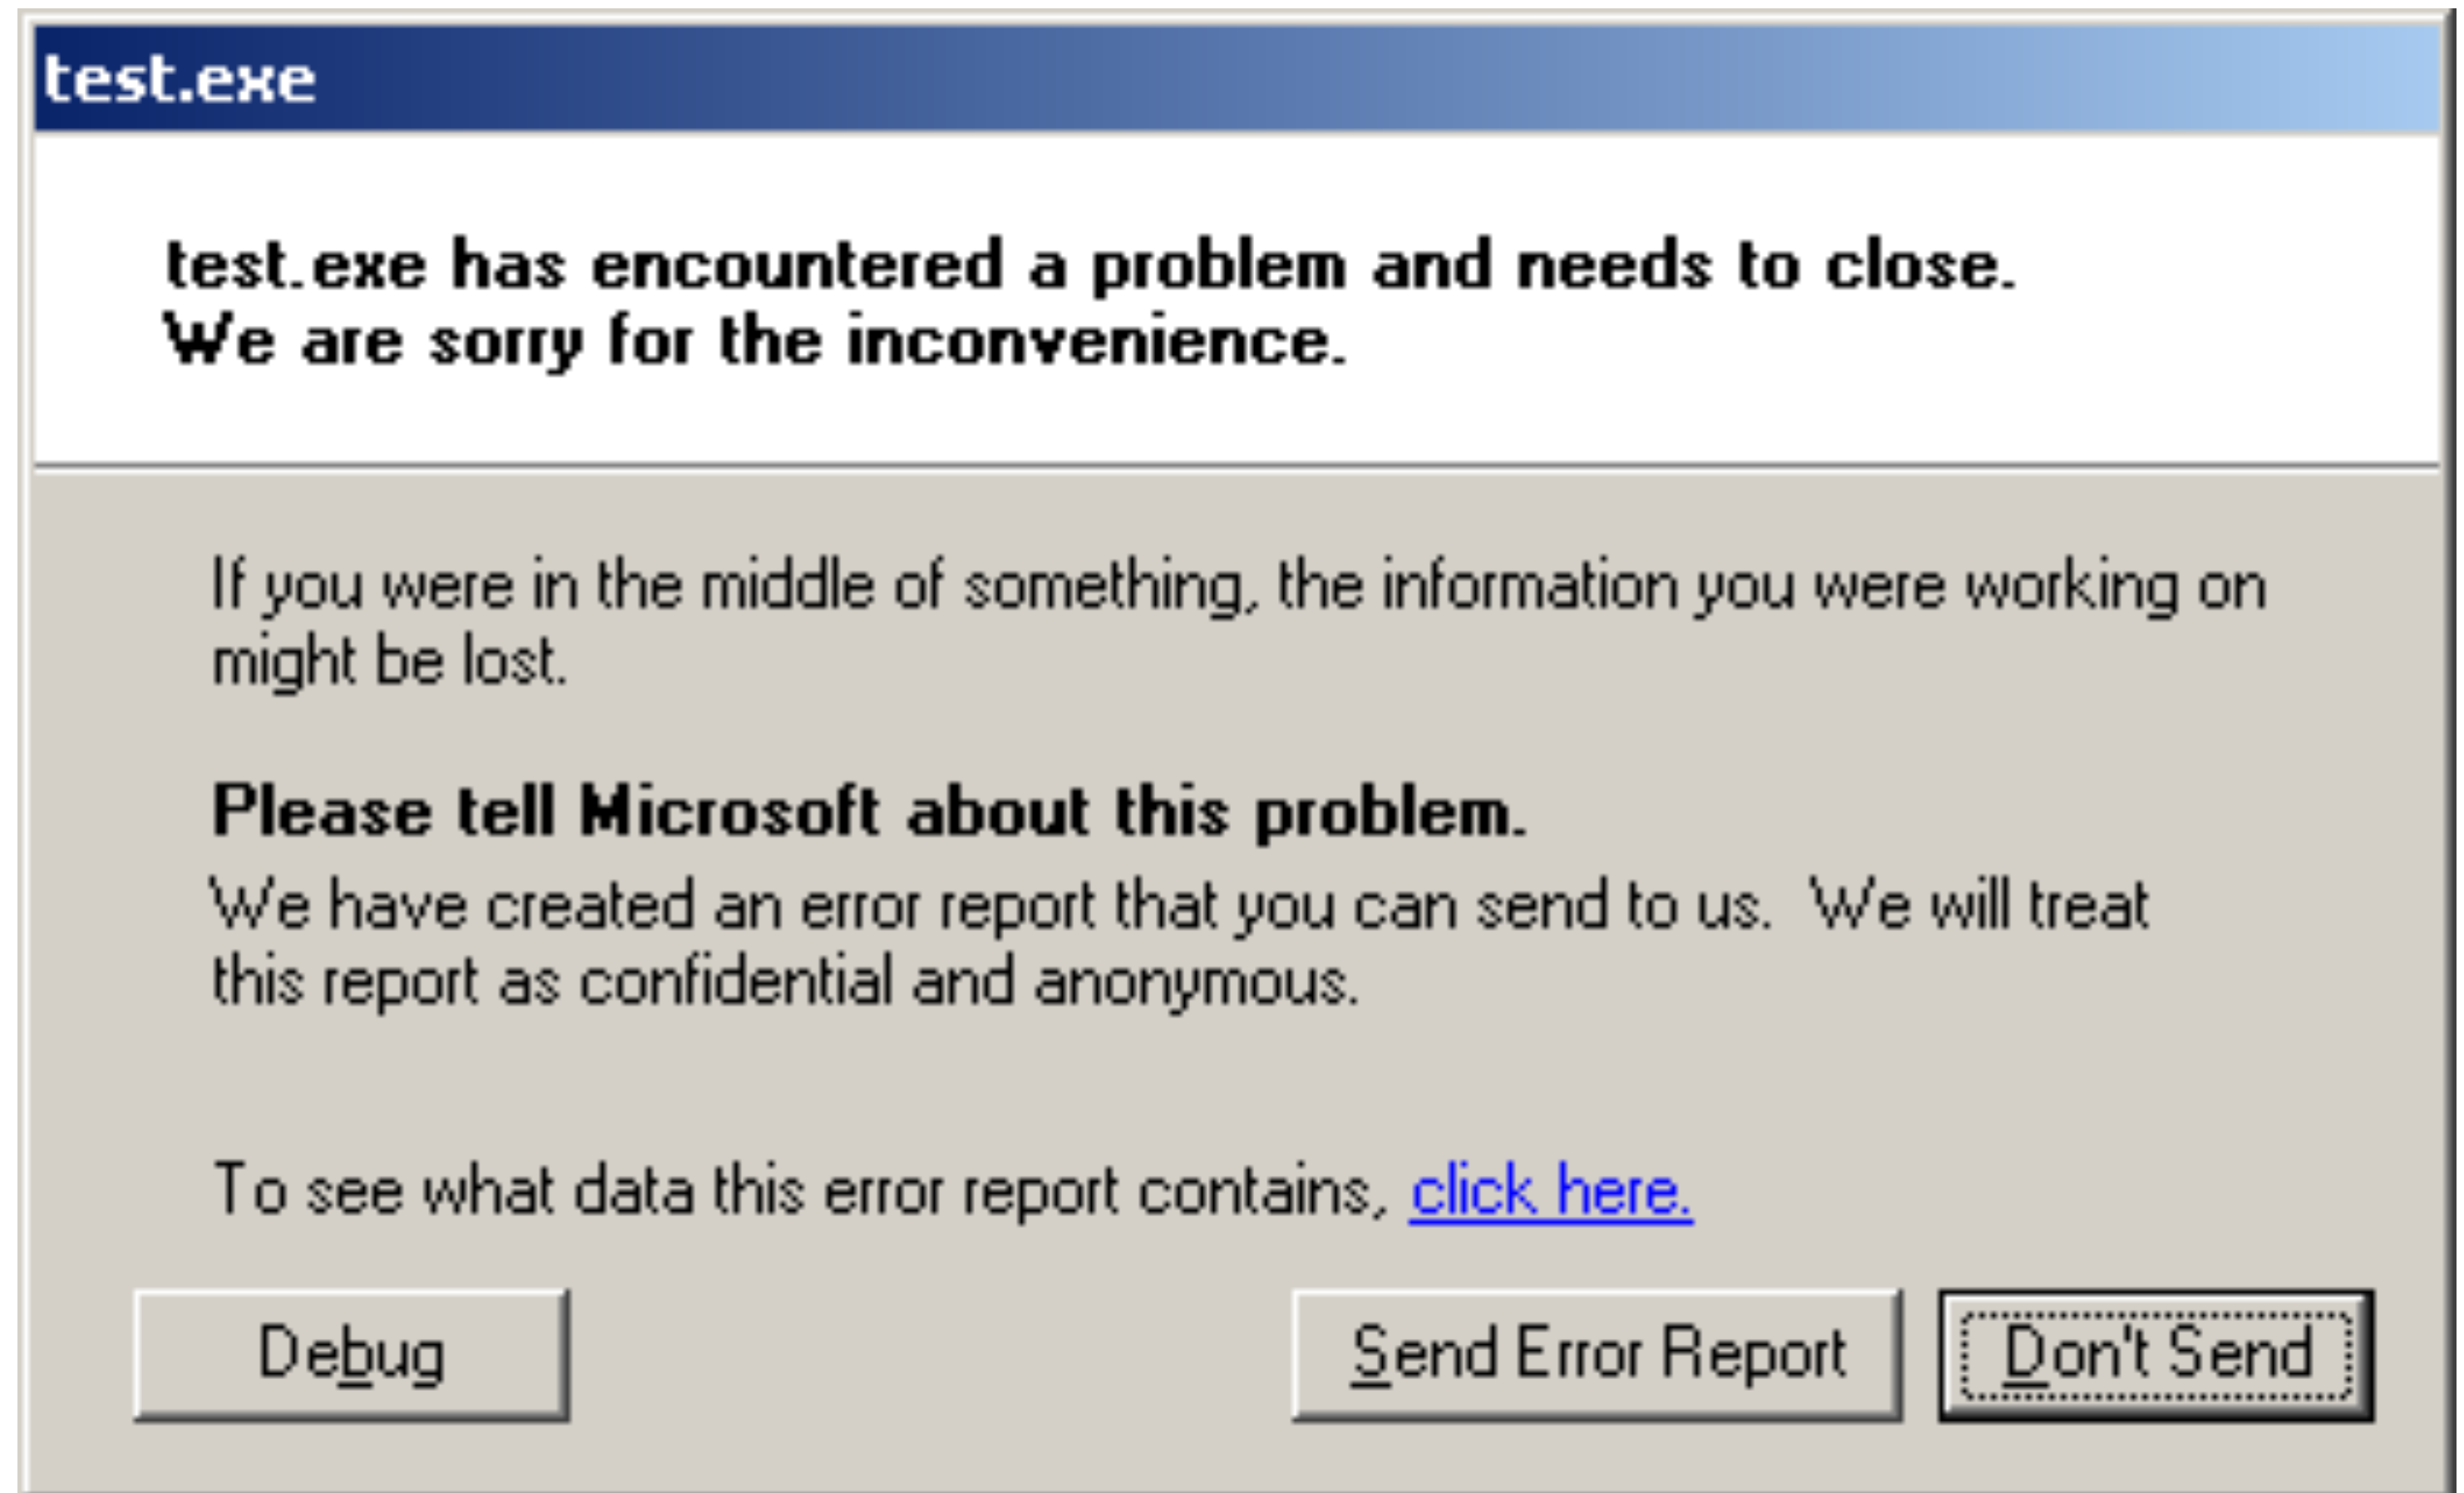 test.exe
test.exe has encountered a problem and needs to close.
We are sorry for the inconvenience.
If you were in the middle of something, the information you were working on
might be lost.
Please tell Microsoft about this problem.
We have created an error report that you can send to us.  We will treat
this report as confidential and anonymous.
To see what data this error report contains, click here.
Debug Send Error Report Don't Send